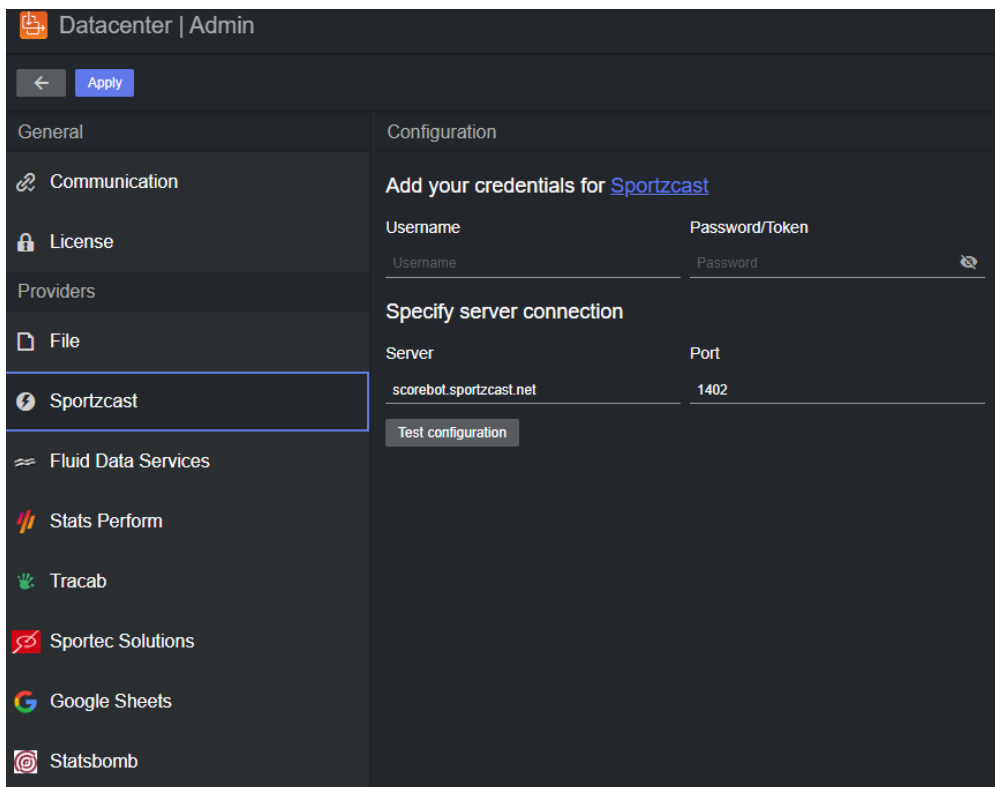 Datacenter | Admin
Apply
General
Communication
License
Providers
File
Sportzcast
Fluid Data Services
Stats Perform
Tracab
Sportec Solutions
Google Sheets
Statsbomb
Configuration
Add your credentials for Sportzcast
Username Password/Token
Username Password
Specify server connection
Server Port
scorebot.sportzcast.net 1402
Test configuration